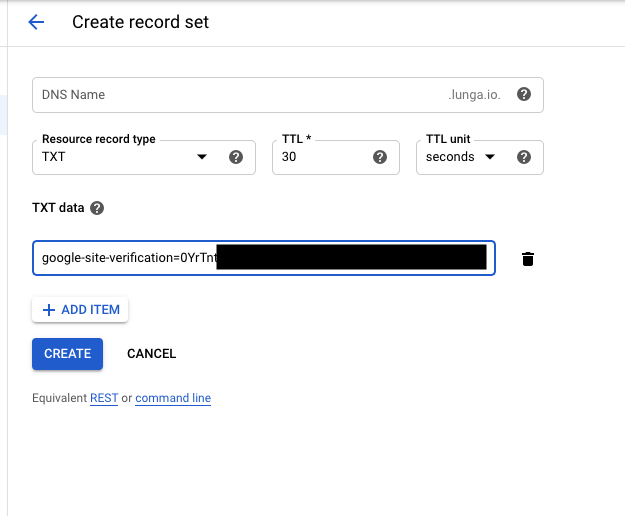 Create record set
DNS Name .lunga.io.
Resource record type TTL * TTL unit
TXT 30 seconds
TXT data
google-site-verification=0YrTnt
ADD ITEM
CREATE CANCEL
Equivalent REST or command line